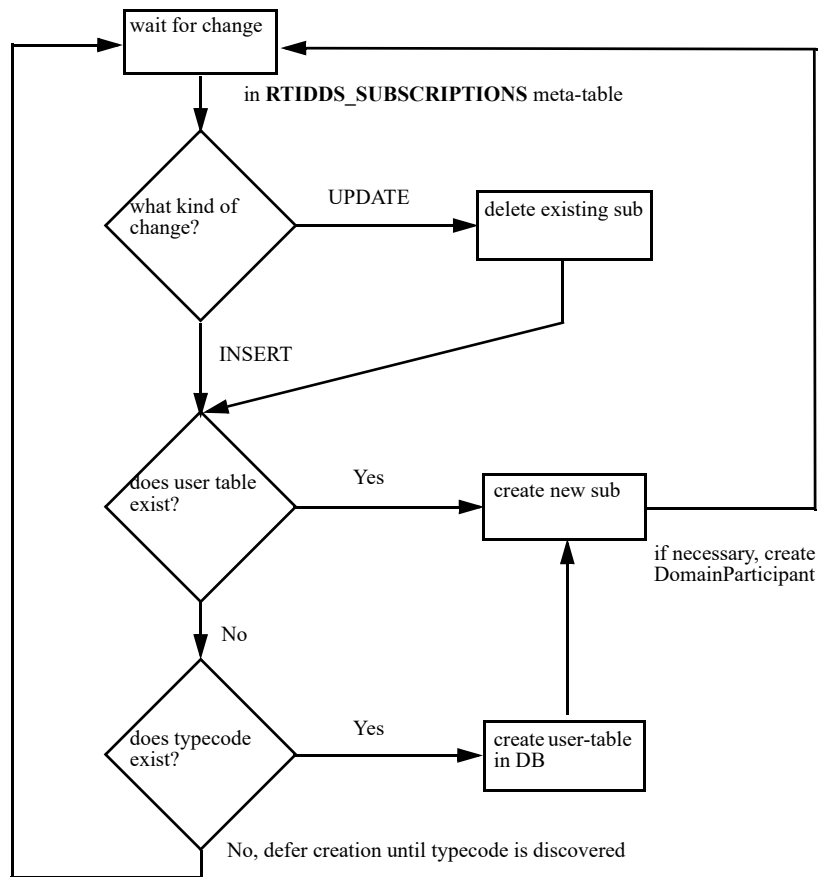 wait for change
in RTIDDS_SUBSCRIPTIONS meta-table
what kind of
change?
UPDATE
delete existing sub
INSERT
does user table
exist?
Yes
create new sub
if necessary, create
DomainParticipant
No
does typecode
exist?
Yes
create user-table
in DB
No, defer creation until typecode is discovered